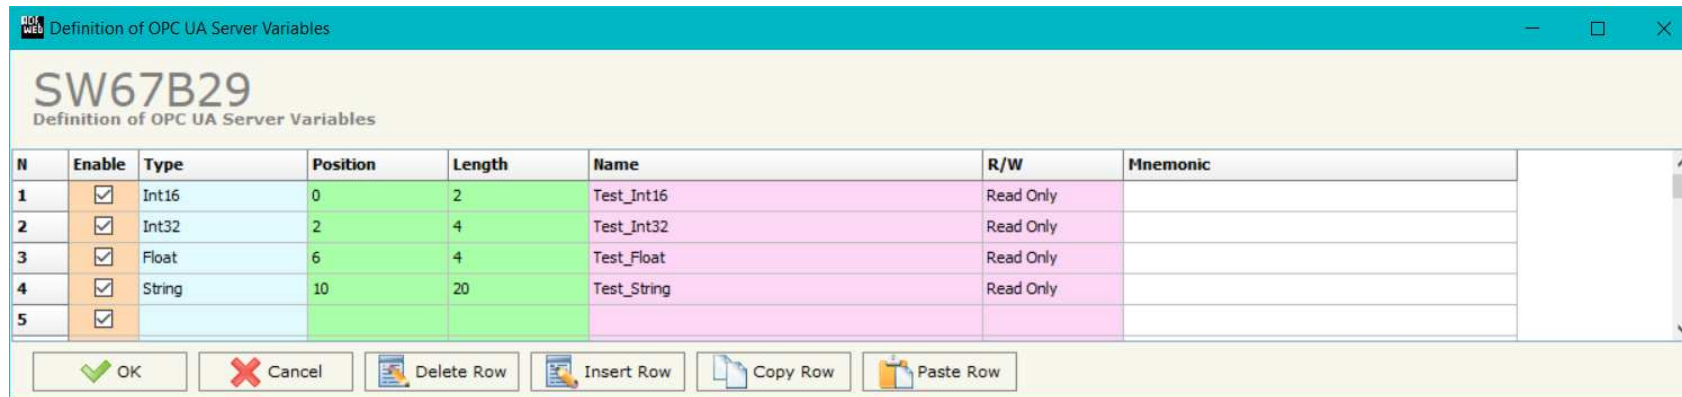 ADF WEB Definition of OPC UA Server Variables
SW67B29
Definition of OPC UA Server Variables
N Enable Type Position Length Name R/W Mnemonic
1 Int16 0 2 Test_Int16 Read Only
2 Int32 2 4 Test_Int32 Read Only
3 Float 6 4 Test_Float Read Only
4 String 10 20 Test_String Read Only
5
OK Cancel Delete Row Insert Row Copy Row Paste Row